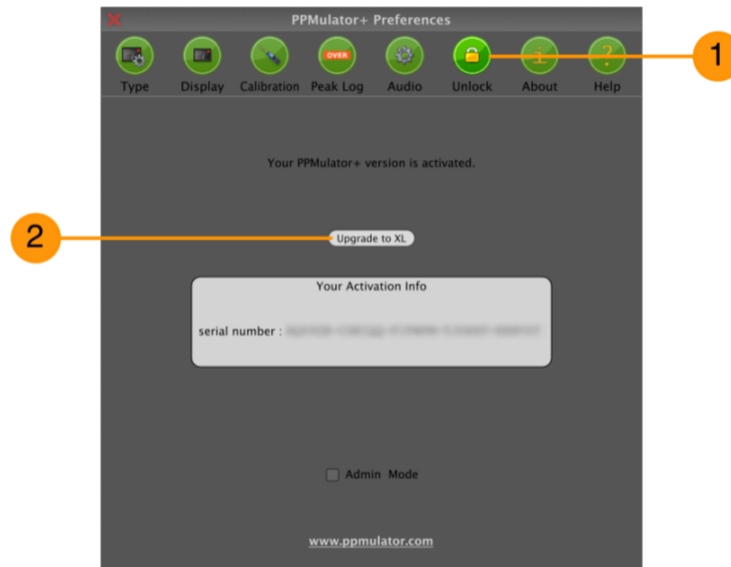 PPMulator+ Preferences
OVER
Type Display Calibration Peak Log Audio Unlock About Help
1
Your PPMulator+ version is activated.
2
Upgrade to XL
Your Activation Info
serial number :
Admin Mode
www.ppmulator.com